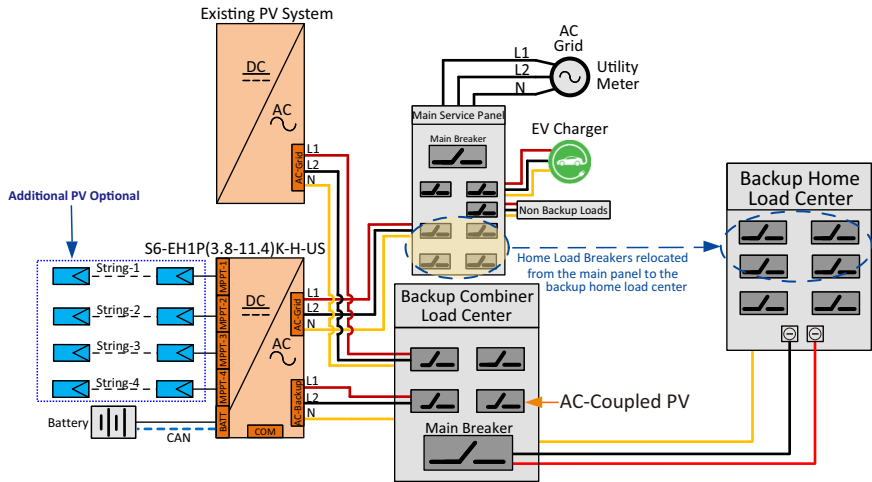 Existing PV System
DC
AC
AC-Grid
L1
L2
N
AC
Grid
L1
L2
N
Utility
Meter
Main Service Panel
Main Breaker
EV Charger
Non Backup Loads
Home Load Breakers relocated
from the main panel to the
backup home load center
Backup Home
Load Center
Additional PV Optional
String-1
String-2
String-3
String-4
Battery
CAN
S6-EH1P(3.8-11.4)K-H-US
MPPT-1
MPPT-2
MPPT-3
MPPT-4
BATT
DC
AC
COM
AC-Grid
L1
L2
N
AC-Backup
L1
L2
N
Backup Combiner
Load Center
AC-Coupled PV
Main Breaker